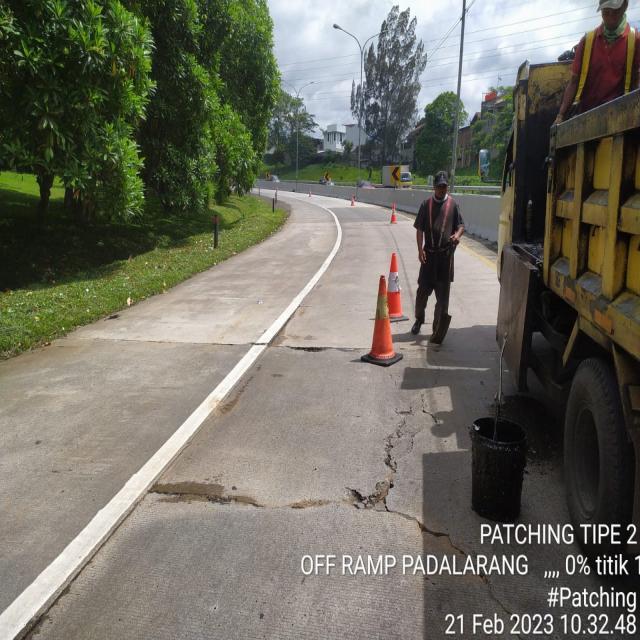 PATCHING TIPE 2
OFF RAMP PADALARANG ,,,, 0% titik 1
#Patching
21 Feb 2023 10.32.48